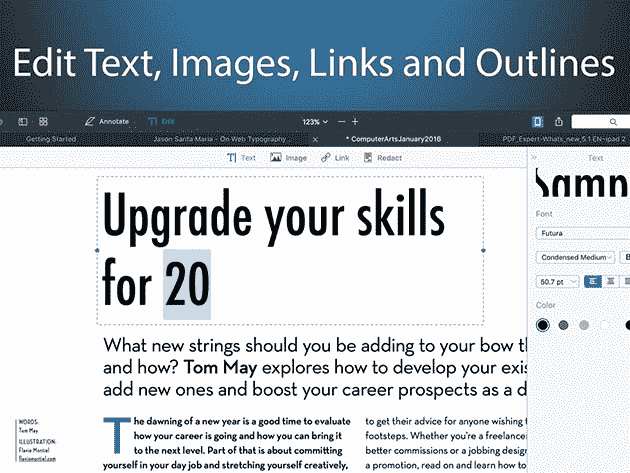 Edit Text, Images, Links and Outlines
Annotate Edit 123%
Getting Started Jason Santa Maria - On Web Typography... × * ComputerArtsJanuary2016 PDF_Expert-Whats_new_5.1 EN-ipad 2
Text Image Link Redact
Text
Sampl
Font
Futura
Condensed Medium B
50.7 pt
Color
Upgrade your skills
for 20
What new strings should you be adding to your bow th
and how? Tom May explores how to develop your exis
add new ones and boost your career prospects as a d
WORDS:
Tom May
ILLUSTRATION:
Flavia Montel
flaviamontel.com
The dawning of a new year is a good time to evaluate
how your career is going and how you can bring it
to the next level. Part of that is about committing
yourself in your day job and stretching yourself creatively,
to get their advice for anyone wishing t
footsteps. Whether you're a freelancer
better commissions or a jobbing design
a promotion, read on and learn how to